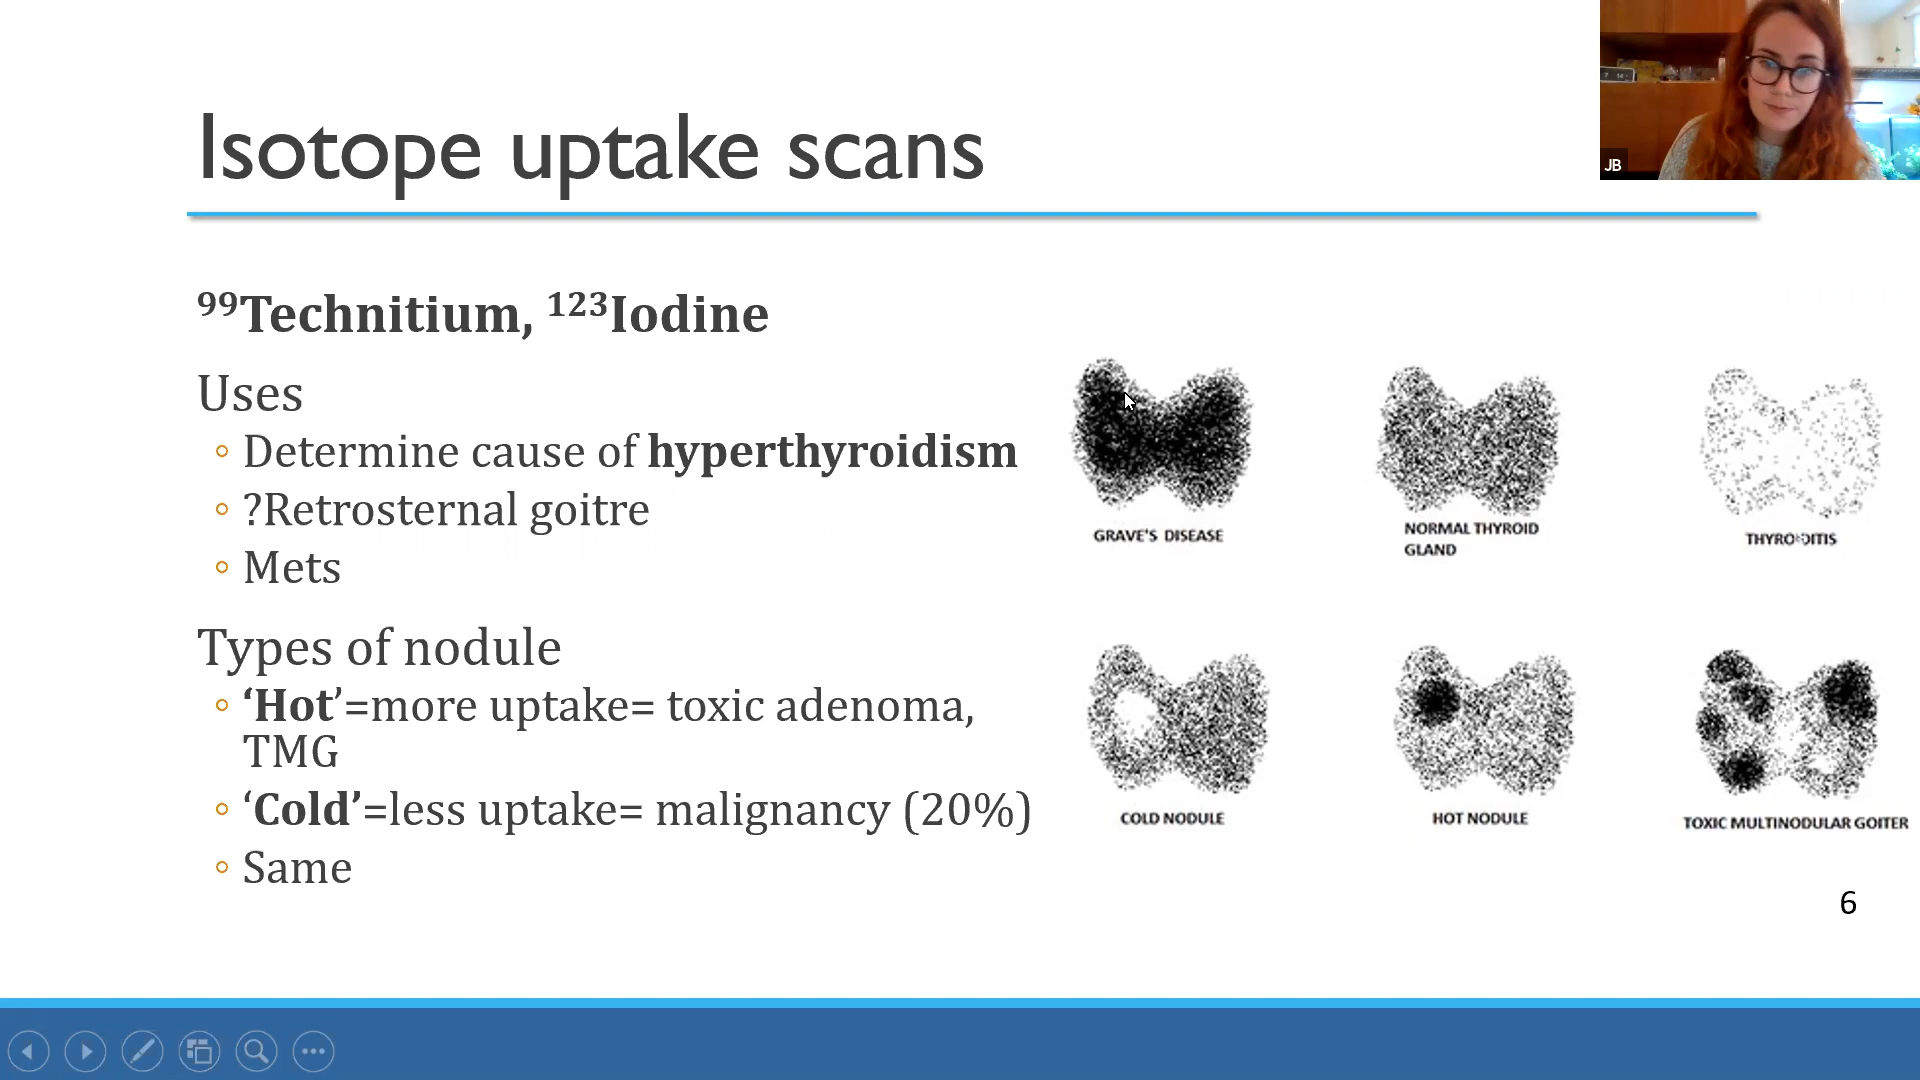 Isotope uptake scans
⁹⁹Technitium, ¹²³Iodine
Uses
◦ Determine cause of hyperthyroidism
◦ ?Retrosternal goitre
◦ Mets
Types of nodule
◦ ‘Hot’=more uptake= toxic adenoma,
TMG
◦ ‘Cold’=less uptake= malignancy (20%)
◦ Same
GRAVE'S DISEASE
NORMAL THYROID
GLAND
THYROIDITIS
COLD NODULE
HOT NODULE
TOXIC MULTINODULAR GOITER
6
JB